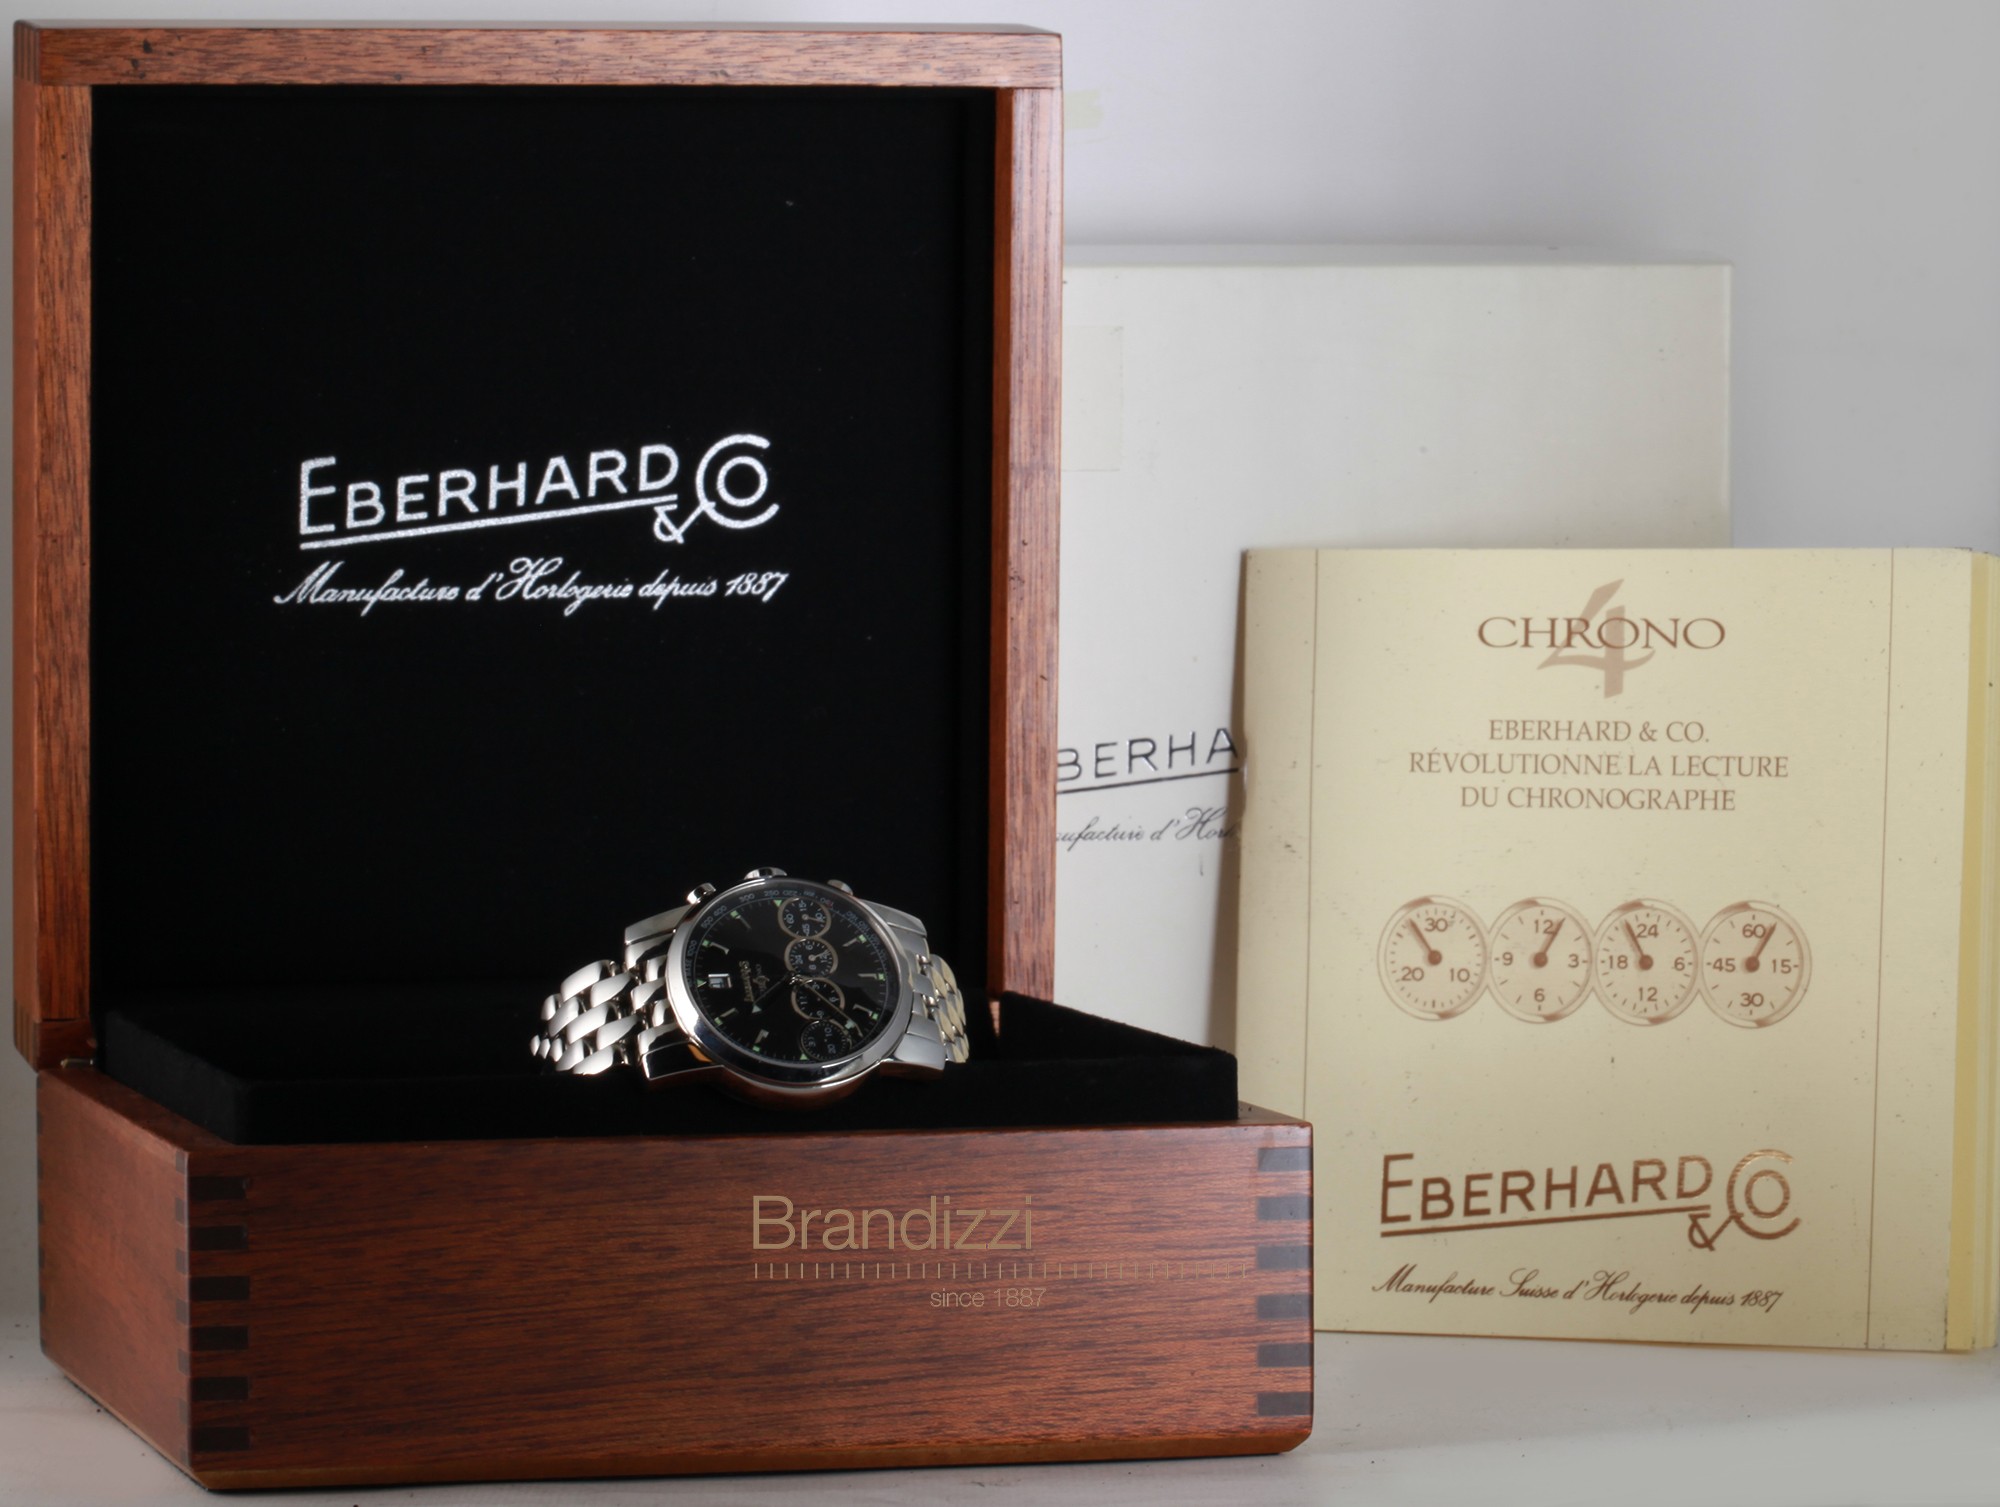 EBERHARD & CO
Manufacture d'Horlogerie depuis 1887
BERHA
ufacture d'Hor
CHRONO
4
EBERHARD & CO.
RÉVOLUTIONNE LA LECTURE
DU CHRONOGRAPHE
30 12 24 60
20 10 9 3 18 6 45 15
6 12 30
EBERHARD & CO
Manufacture Suisse d'Horlogerie depuis 1887
Brandizzi
since 1887